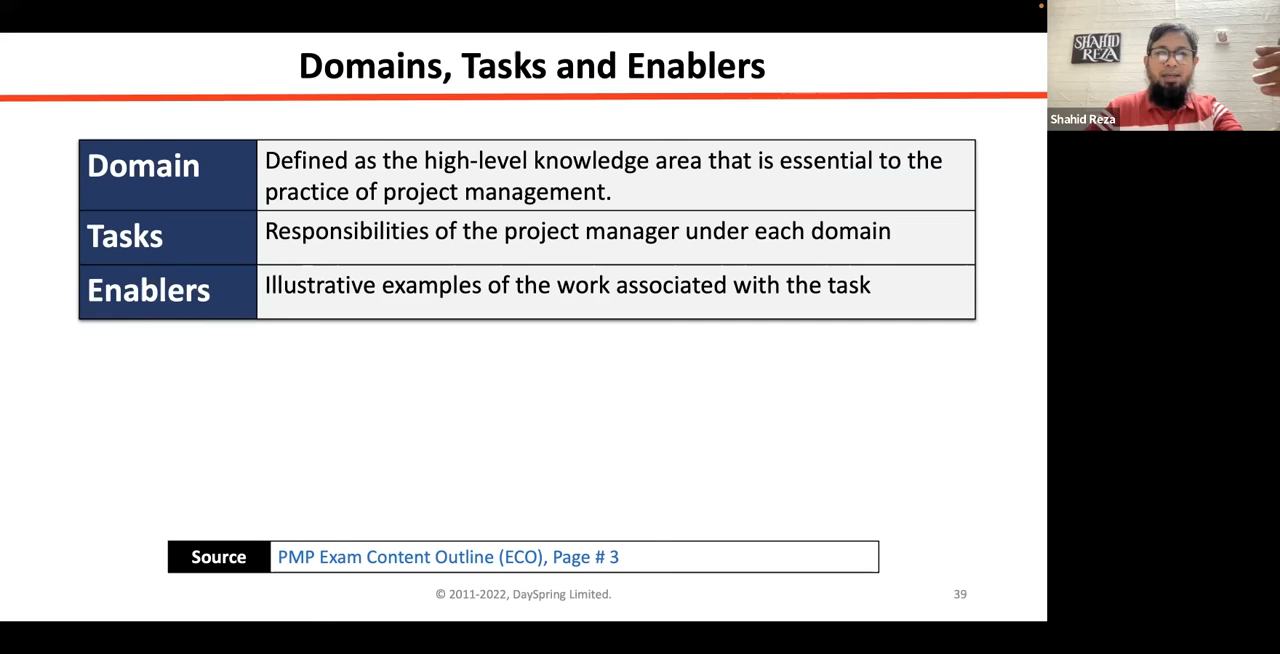 Domains, Tasks and Enablers
Domain
Defined as the high-level knowledge area that is essential to the
practice of project management.
Tasks
Responsibilities of the project manager under each domain
Enablers
Illustrative examples of the work associated with the task
Source
PMP Exam Content Outline (ECO), Page # 3
© 2011-2022, DaySpring Limited.
39
SHAHID
REZA
Shahid Reza